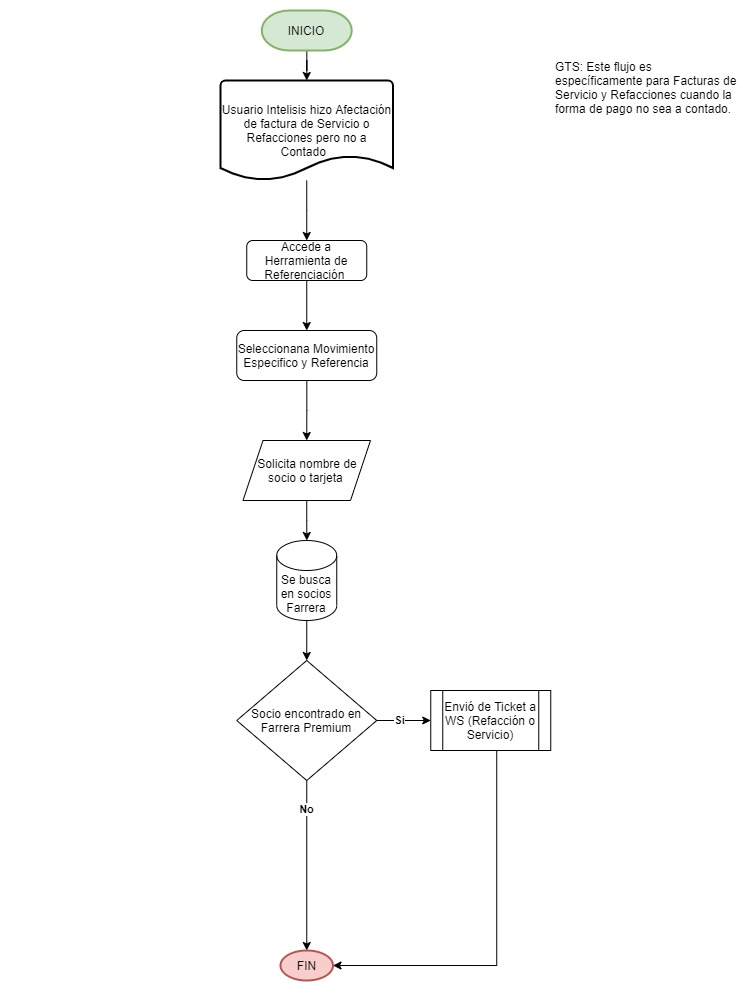 INICIO
GTS: Este flujo es
específicamente para Facturas de
Servicio y Refacciones cuando la
forma de pago no sea a contado.
Usuario Intelisis hizo Afectación
de factura de Servicio o
Refacciones pero no a
Contado
Accede a
Herramienta de
Referenciación
Seleccionana Movimiento
Especifico y Referencia
Solicita nombre de
socio o tarjeta
Se busca
en socios
Farrera
Socio encontrado en
Farrera Premium
Si
Envió de Ticket a
WS (Refacción o
Servicio)
No
FIN